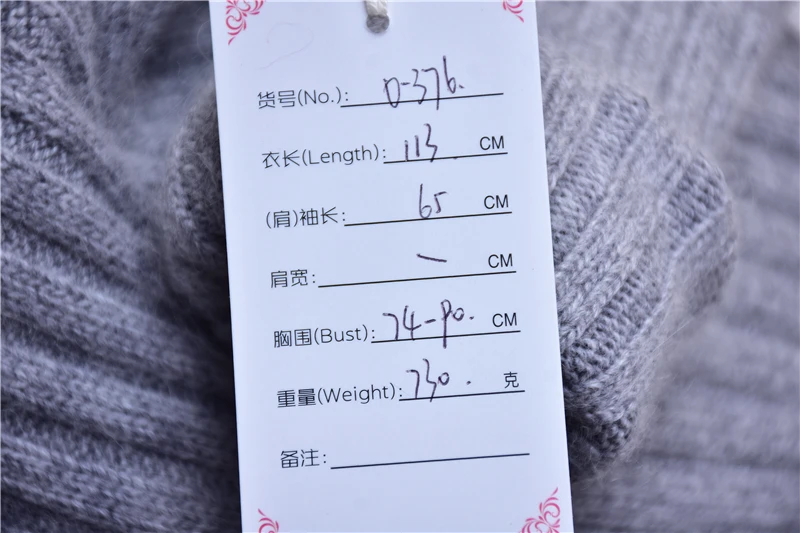 货号(No.): 0-376.
衣长(Length): 113 CM
(肩)袖长: 65 CM
肩宽: — CM
胸围(Bust): 74-90. CM
重量(Weight): 730. 克
备注: